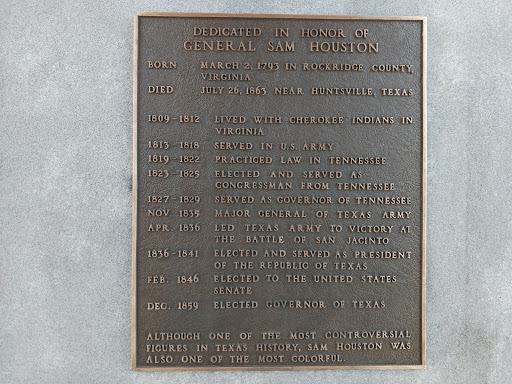 DEDICATED IN HONOR OF
GENERAL SAM HOUSTON
BORN MARCH 2, 1793 IN ROCKRIDGE COUNTY,
VIRGINIA
DIED JULY 26, 1863 NEAR HUNTSVILLE, TEXAS
1809-1812 LIVED WITH CHEROKEE INDIANS IN
VIRGINIA
1813-1818 SERVED IN U.S. ARMY
1819-1822 PRACTICED LAW IN TENNESSEE
1823-1825 ELECTED AND SERVED AS
CONGRESSMAN FROM TENNESSEE
1827-1829 SERVED AS GOVERNOR OF TENNESSEE
NOV. 1835 MAJOR GENERAL OF TEXAS ARMY
APR. 1836 LED TEXAS ARMY TO VICTORY AT
THE BATTLE OF SAN JACINTO
1836-1841 ELECTED AND SERVED AS PRESIDENT
OF THE REPUBLIC OF TEXAS
FEB. 1846 ELECTED TO THE UNITED STATES
SENATE
DEC. 1859 ELECTED GOVERNOR OF TEXAS
ALTHOUGH ONE OF THE MOST CONTROVERSIAL
FIGURES IN TEXAS HISTORY, SAM HOUSTON WAS
ALSO ONE OF THE MOST COLORFUL.